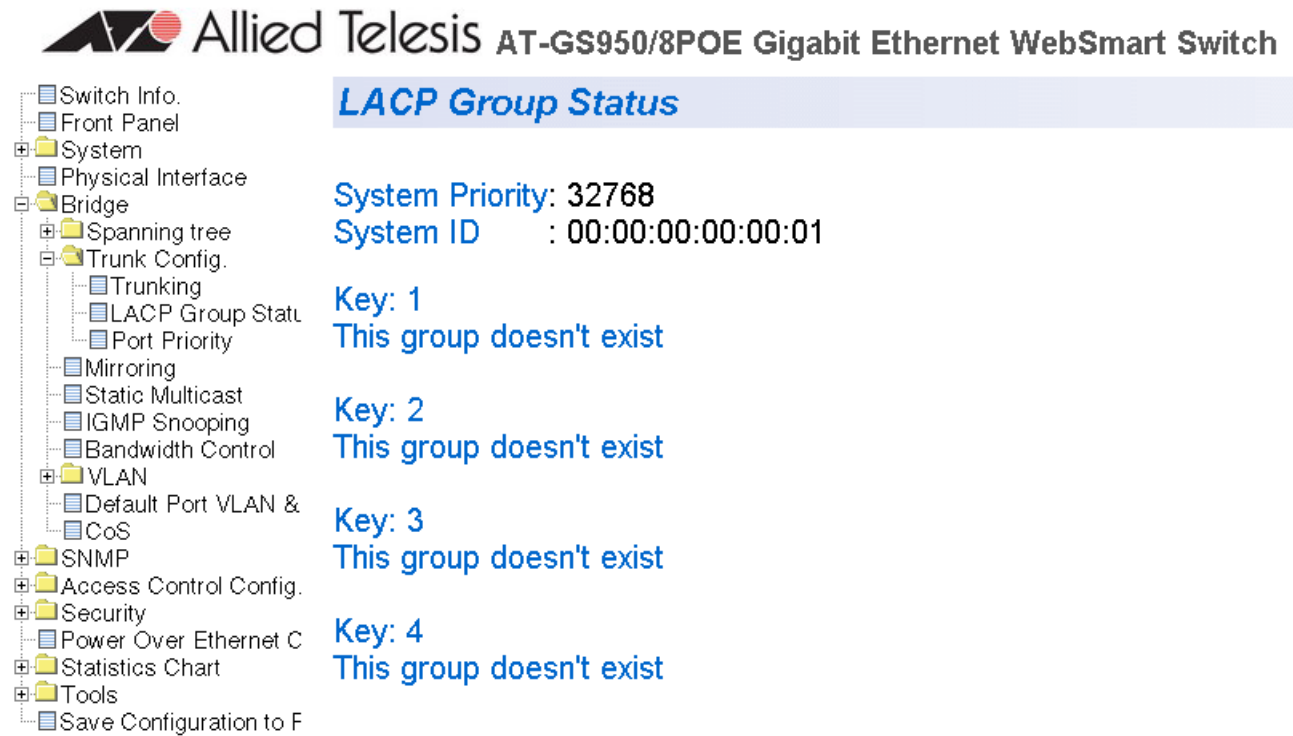 Allied Telesis AT-GS950/8POE Gigabit Ethernet WebSmart Switch
Switch Info.
Front Panel
System
Physical Interface
Bridge
Spanning tree
Trunk Config.
Trunking
LACP Group Statu
Port Priority
Mirroring
Static Multicast
IGMP Snooping
Bandwidth Control
VLAN
Default Port VLAN &
CoS
SNMP
Access Control Config.
Security
Power Over Ethernet C
Statistics Chart
Tools
Save Configuration to F
LACP Group Status
System Priority: 32768
System ID : 00:00:00:00:00:01
Key: 1
This group doesn't exist
Key: 2
This group doesn't exist
Key: 3
This group doesn't exist
Key: 4
This group doesn't exist